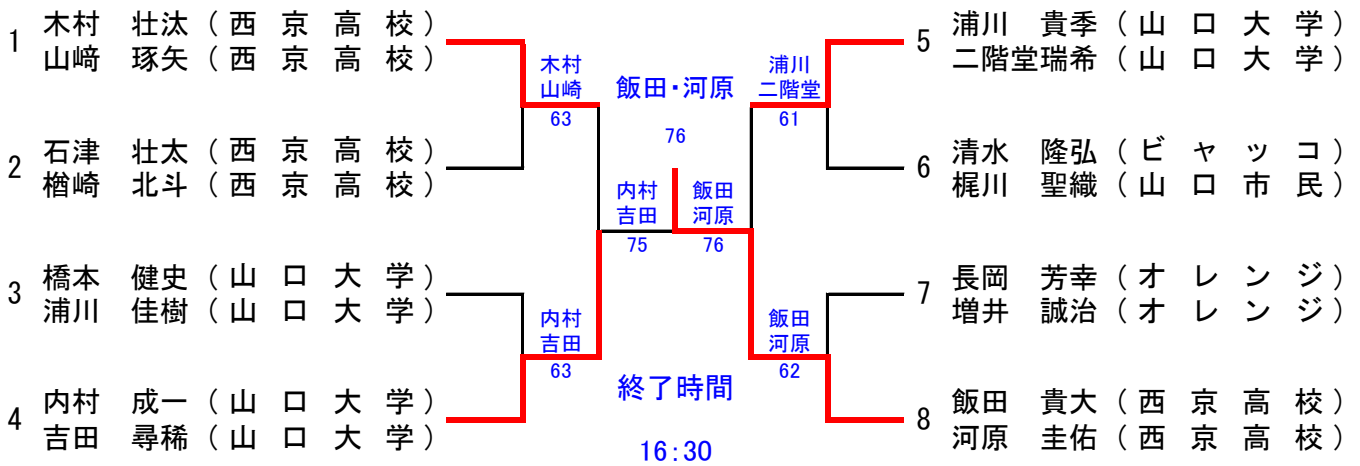 1 木村 壮汰 ( 西 京 高 校 )
山﨑 琢矢 ( 西 京 高 校 )
2 石津 壮太 ( 西 京 高 校 )
楢崎 北斗 ( 西 京 高 校 )
3 橋本 健史 ( 山 口 大 学 )
浦川 佳樹 ( 山 口 大 学 )
4 内村 成一 ( 山 口 大 学 )
吉田 尋稀 ( 山 口 大 学 )
木村
山崎
63
内村
吉田
63
飯田・河原
76
内村
吉田
75
飯田
河原
76
終了時間
16:30
浦川
二階堂
61
飯田
河原
62
5 浦川 貴季 ( 山 口 大 学 )
二階堂瑞希 ( 山 口 大 学 )
6 清水 隆弘 ( ビ ャ ッ コ )
梶川 聖織 ( 山 口 市 民 )
7 長岡 芳幸 ( オ レ ン ジ )
増井 誠治 ( オ レ ン ジ )
8 飯田 貴大 ( 西 京 高 校 )
河原 圭佑 ( 西 京 高 校 )